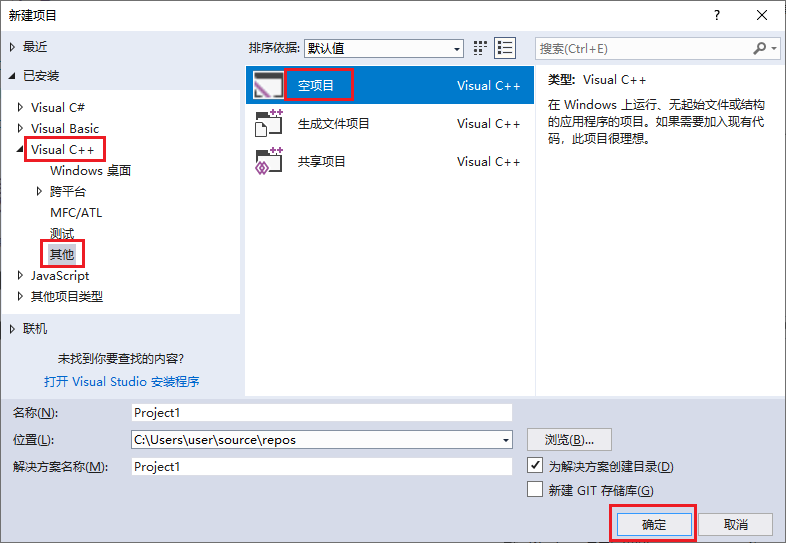 新建项目
?
最近
已安装
Visual C#
Visual Basic
Visual C++
Windows 桌面
跨平台
MFC/ATL
测试
其他
JavaScript
其他项目类型
联机
未找到你要查找的内容?
打开 Visual Studio 安装程序
排序依据: 默认值
空项目 Visual C++
生成文件项目 Visual C++
共享项目 Visual C++
搜索(Ctrl+E)
类型: Visual C++
在 Windows 上运行、无起始文件或结构
的应用程序的项目。如果需要加入现有代
码，此项目很理想。
名称(N): Project1
位置(L): C:\Users\user\source\repos 浏览(B)...
解决方案名称(M): Project1 为解决方案创建目录(D)
新建 GIT 存储库(G)
确定 取消